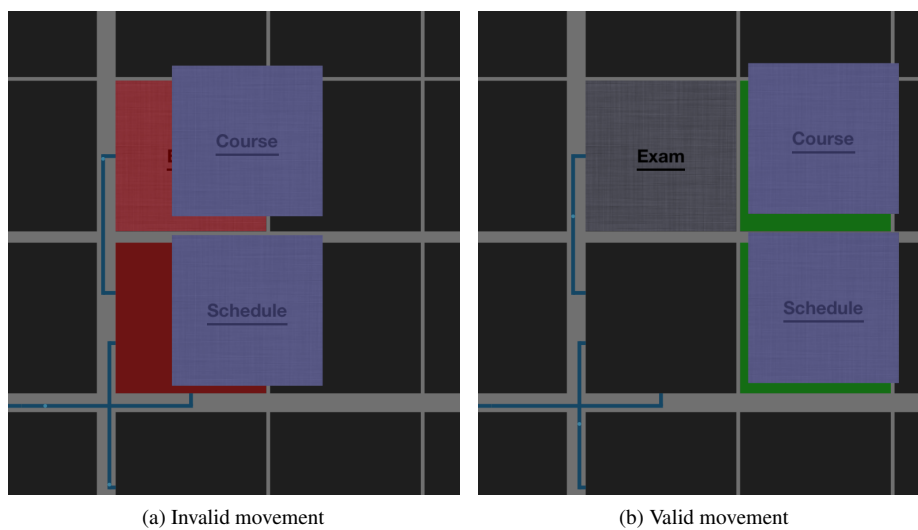 Course
Schedule
(a) Invalid movement
Exam
Course
Schedule
(b) Valid movement